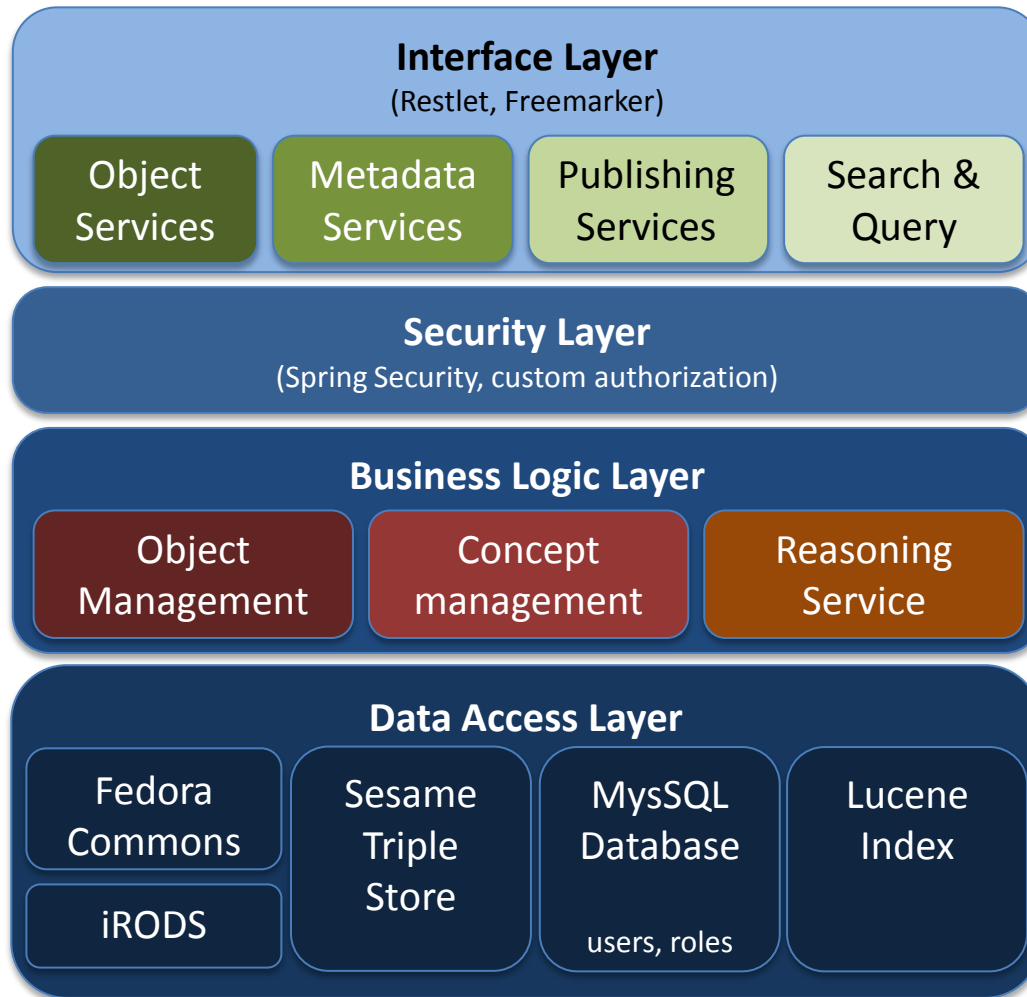 Interface Layer
(Restlet, Freemarker)
Object
Services
Metadata
Services
Publishing
Services
Search &
Query
Security Layer
(Spring Security, custom authorization)
Business Logic Layer
Object
Management
Concept
management
Reasoning
Service
Data Access Layer
Fedora
Commons
iRODS
Sesame
Triple
Store
MysSQL
Database
users, roles
Lucene
Index